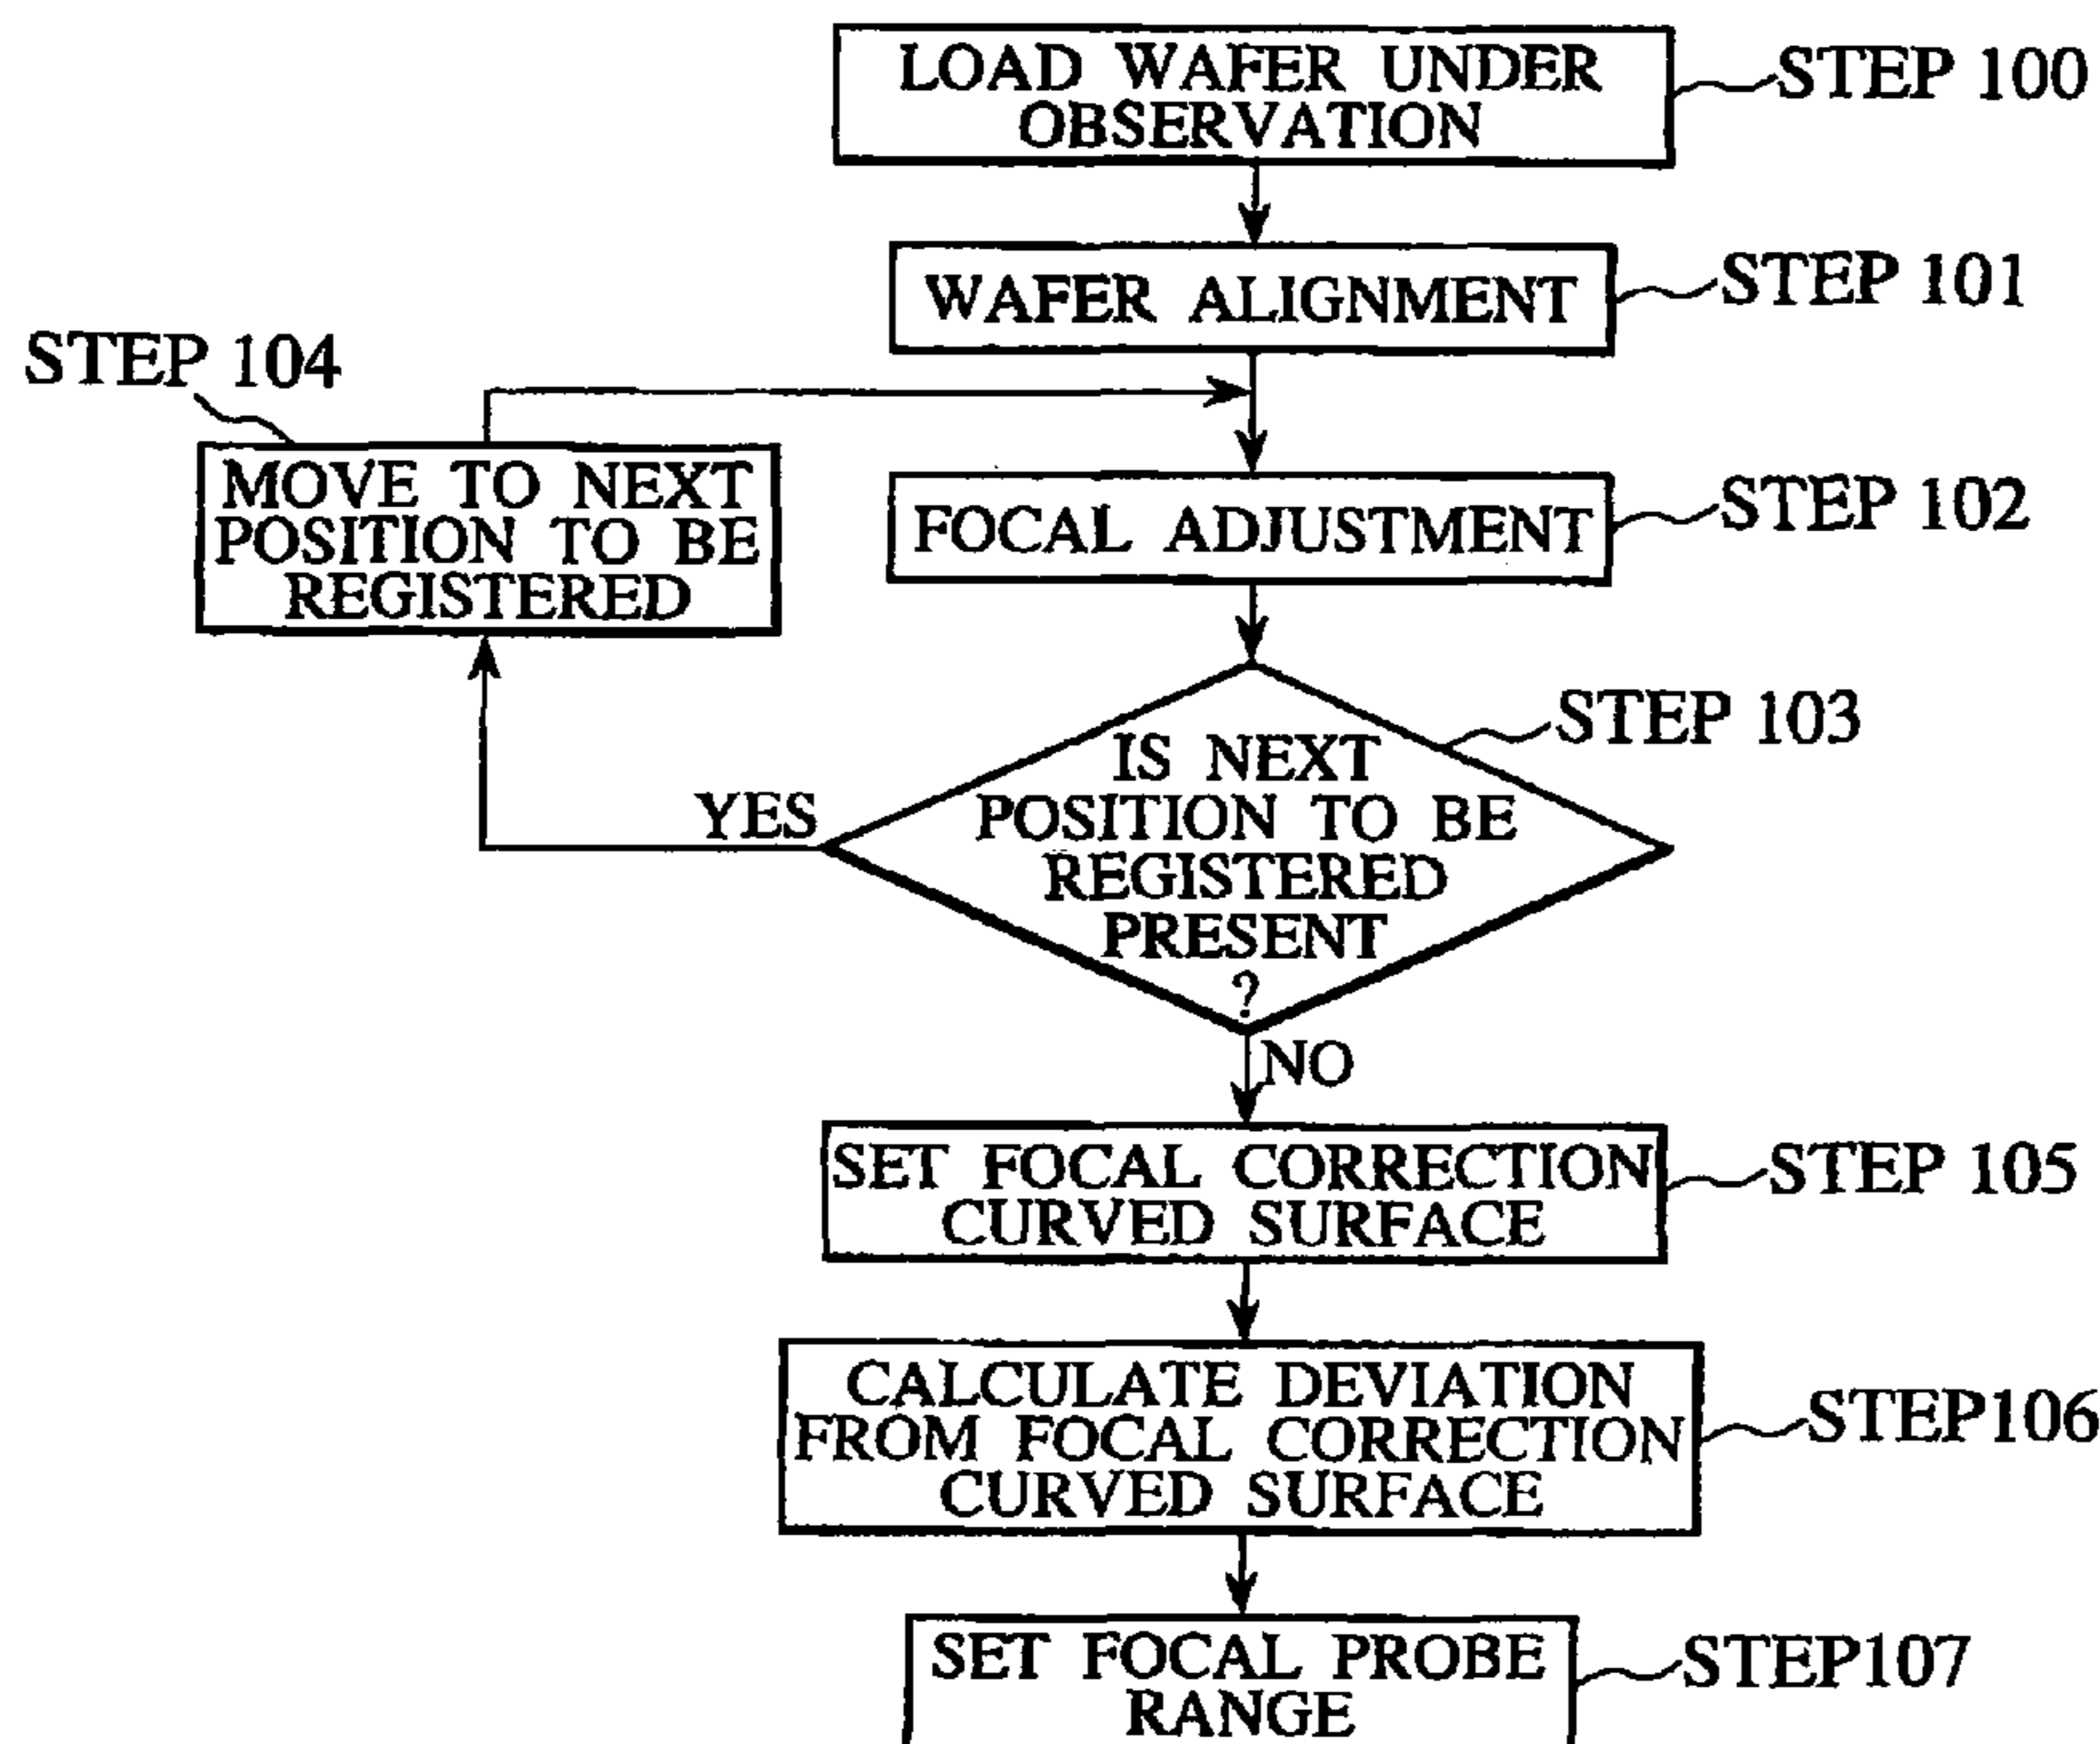 LOAD WAFER UNDER
OBSERVATION
STEP 100
WAFER ALIGNMENT
STEP 101
STEP 104
MOVE TO NEXT
POSITION TO BE
REGISTERED
FOCAL ADJUSTMENT
STEP 102
IS NEXT
POSITION TO BE
REGISTERED
PRESENT
?
STEP 103
YES
NO
SET FOCAL CORRECTION
CURVED SURFACE
STEP 105
CALCULATE DEVIATION
FROM FOCAL CORRECTION
CURVED SURFACE
STEP106
SET FOCAL PROBE
RANGE
STEP107